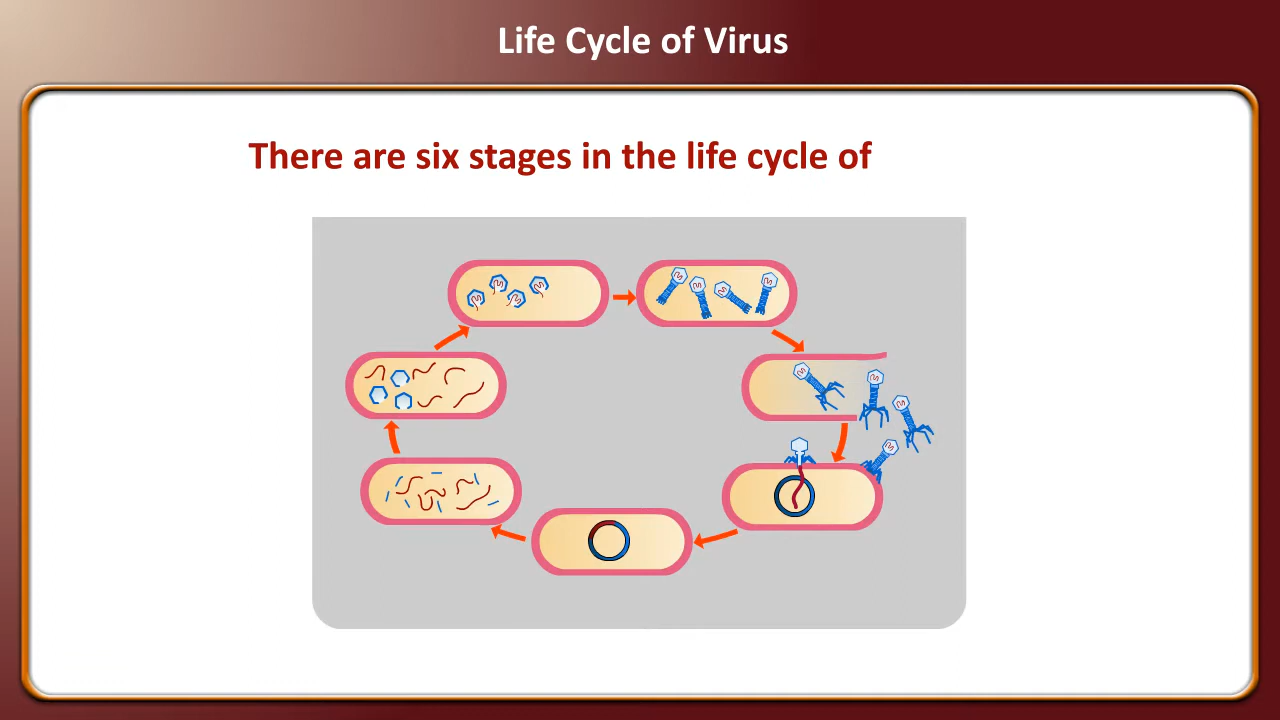 Life Cycle of Virus
There are six stages in the life cycle of